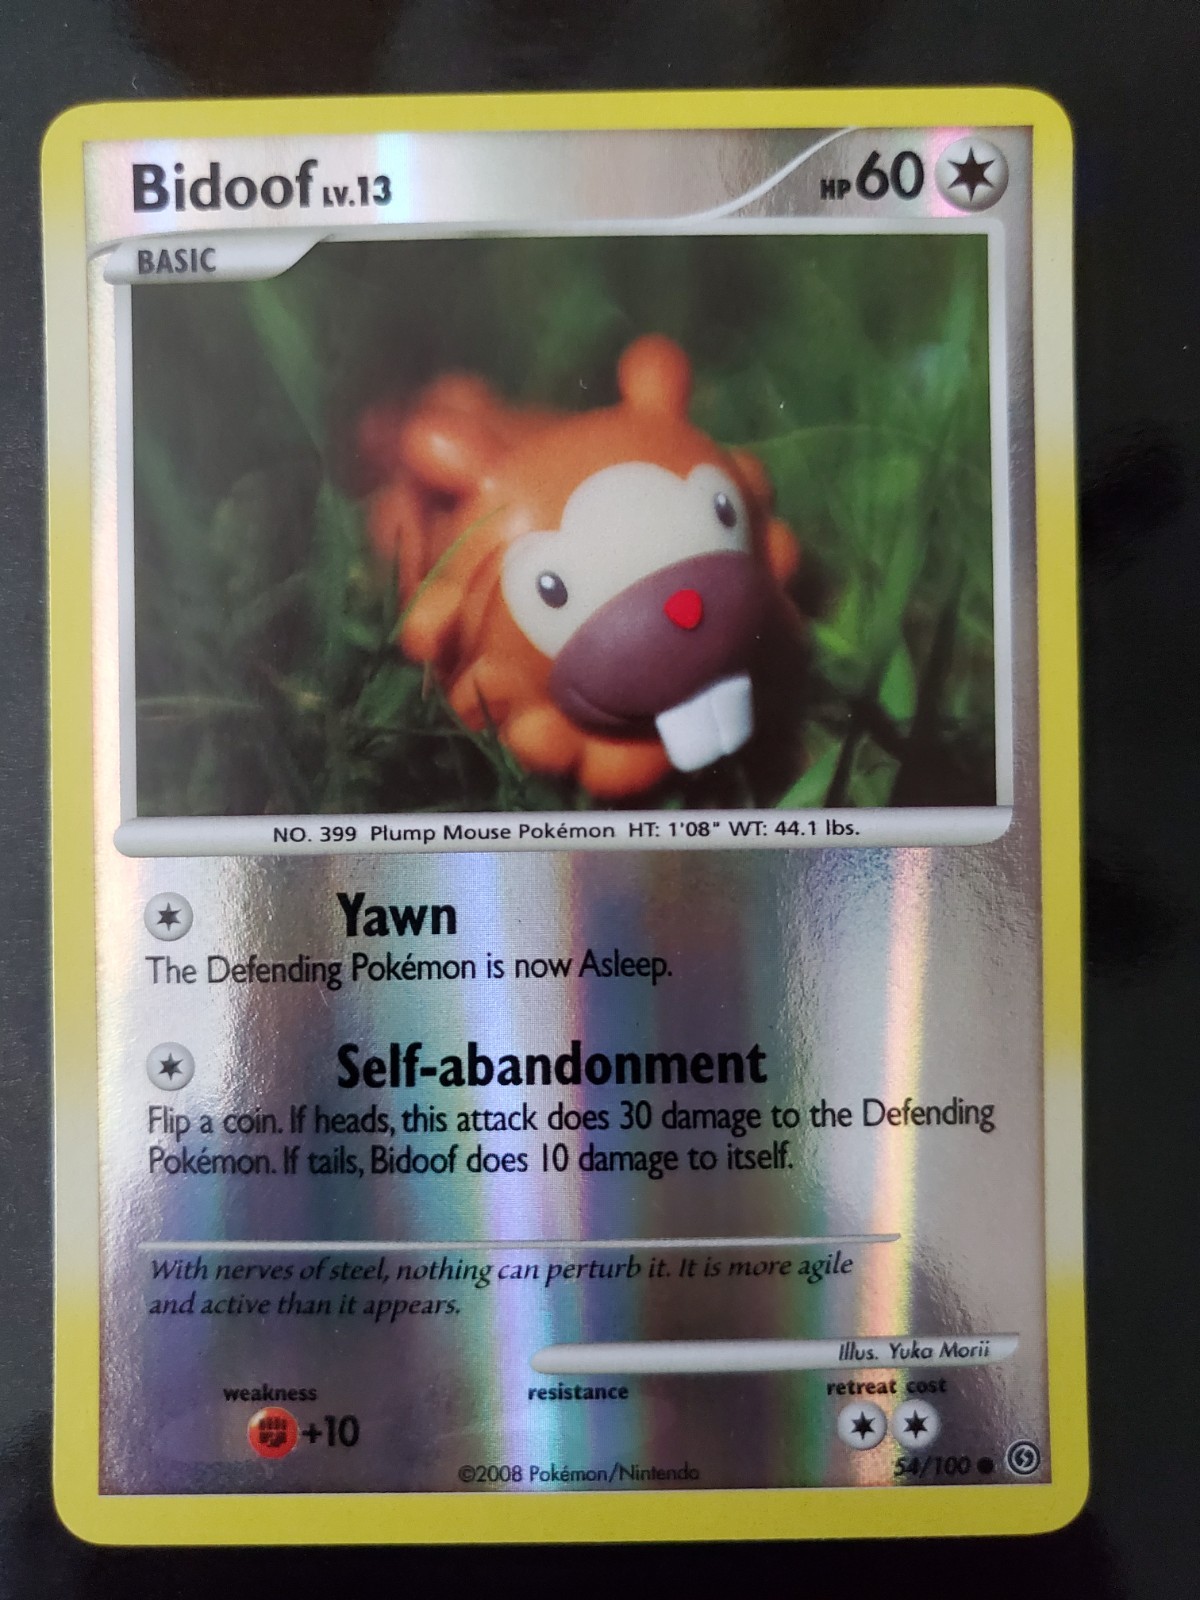 Bidoof LV.13 HP 60
BASIC
NO. 399 Plump Mouse Pokémon HT: 1'08" WT: 44.1 lbs.
Yawn
The Defending Pokémon is now Asleep.
Self-abandonment
Flip a coin. If heads, this attack does 30 damage to the Defending
Pokémon. If tails, Bidoof does 10 damage to itself.
With nerves of steel, nothing can perturb it. It is more agile
and active than it appears.
Illus. Yuka Morii
weakness resistance retreat cost
+10
©2008 Pokémon/Nintendo 54/100